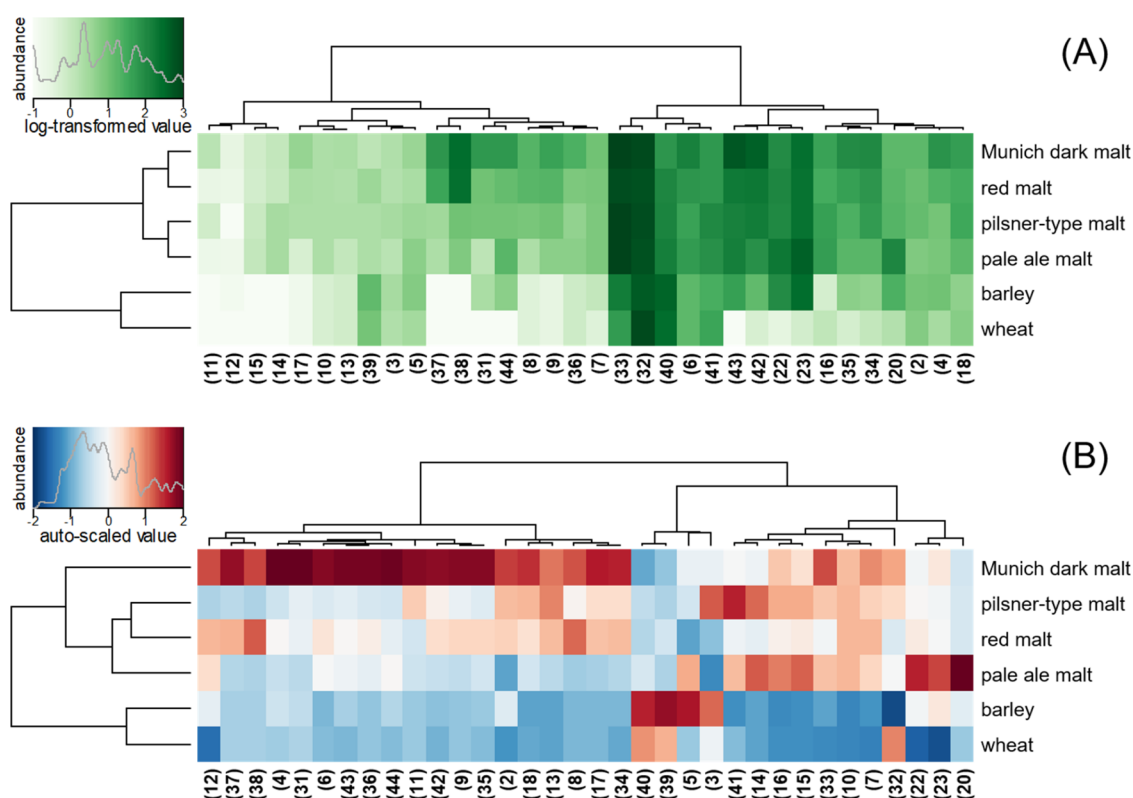 (A)
abundance
-1 0 1 2 3
log-transformed value
Munich dark malt
red malt
pilsner-type malt
pale ale malt
barley
wheat
(11) (12) (15) (14) (17) (10) (13) (39) (3) (5) (37) (38) (31) (44) (8) (9) (36) (7) (33) (32) (40) (6) (41) (43) (42) (22) (23) (16) (35) (34) (20) (2) (4) (18)
(B)
abundance
-2 -1 0 1 2
auto-scaled value
Munich dark malt
pilsner-type malt
red malt
pale ale malt
barley
wheat
(12) (37) (38) (4) (31) (6) (43) (36) (44) (11) (42) (9) (35) (2) (18) (13) (8) (17) (34) (40) (39) (5) (3) (41) (14) (16) (15) (33) (10) (7) (32) (22) (23) (20)